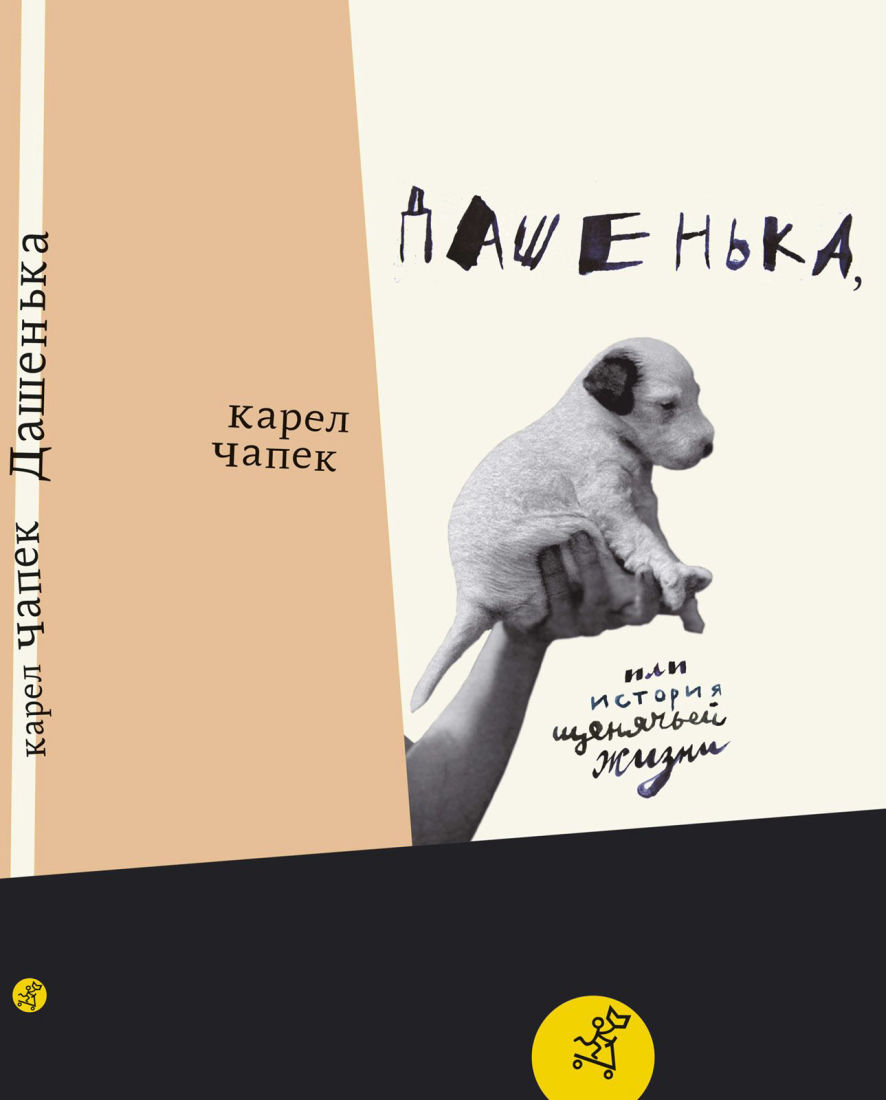 карел чапек Дашенька
карел
чапек
Дашенька,
или
история
щенячьей
жизни